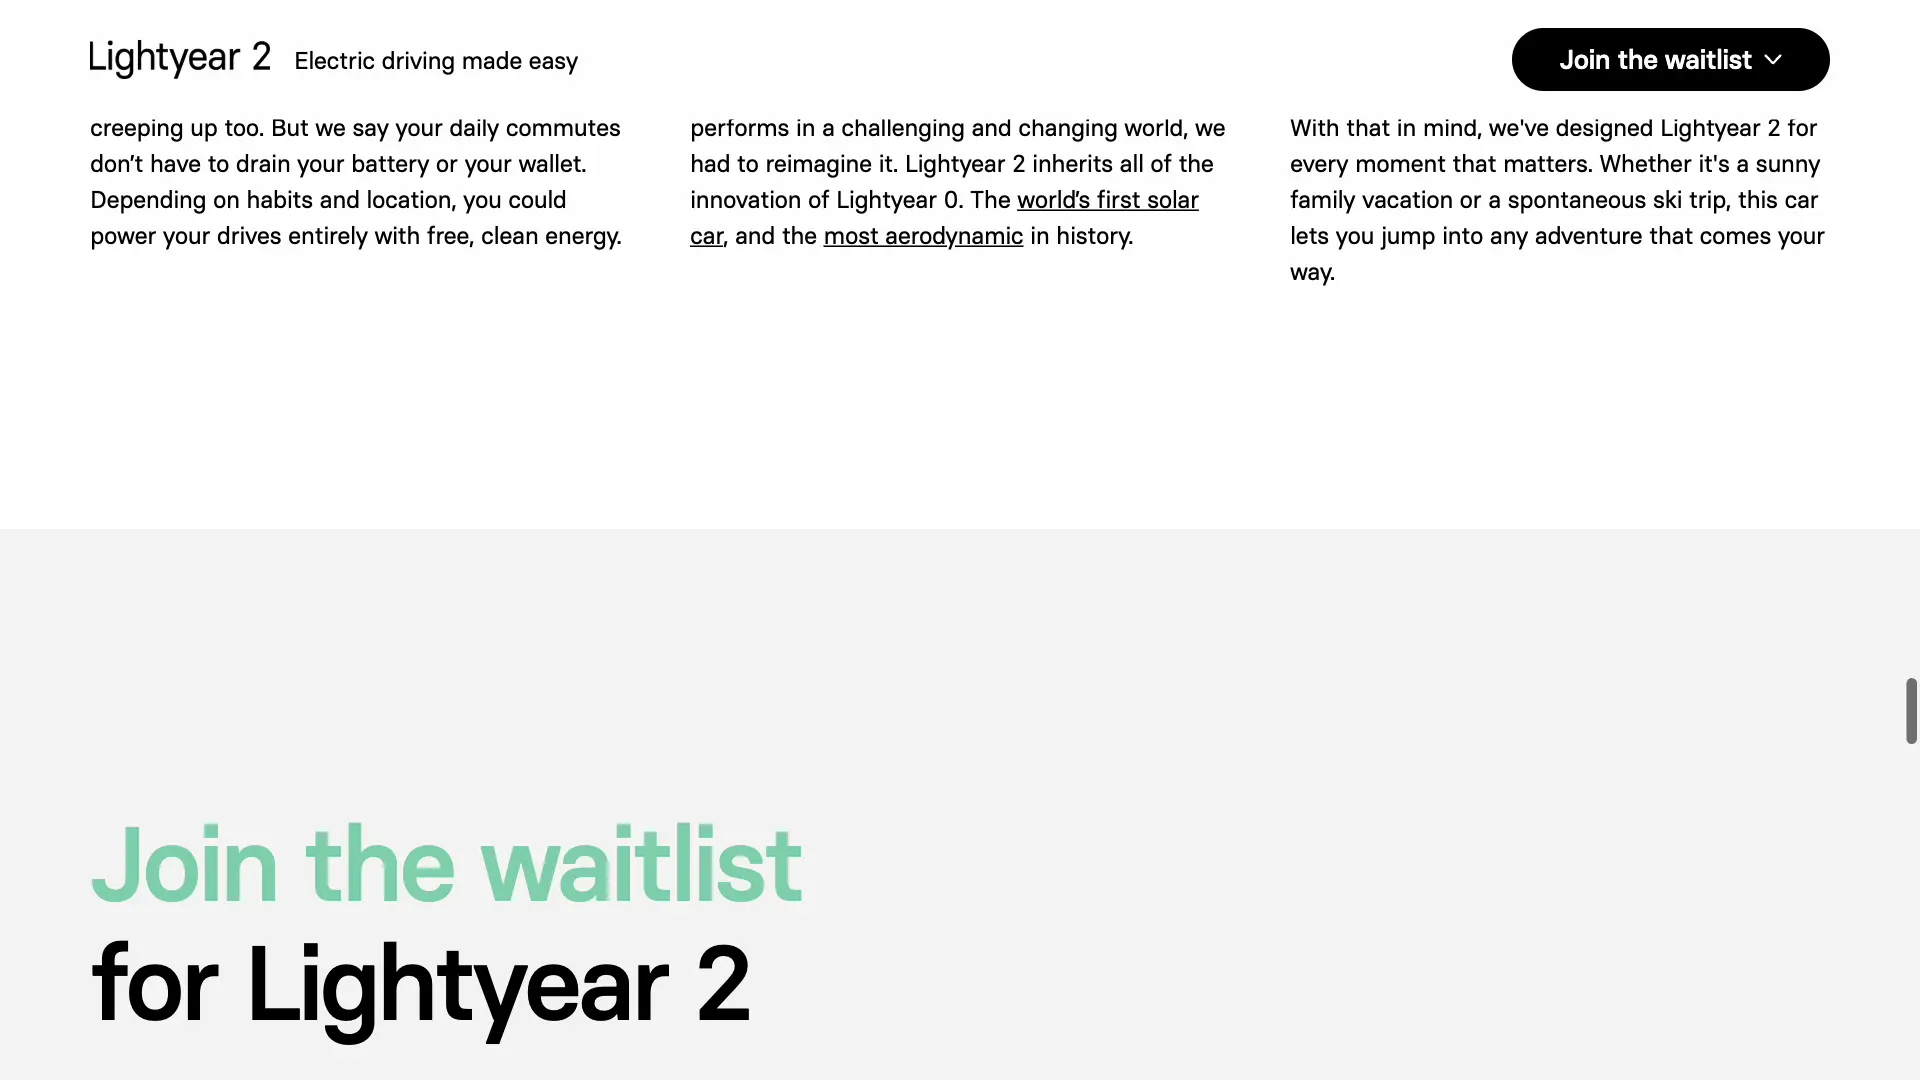 Lightyear 2 Electric driving made easy
Join the waitlist
creeping up too. But we say your daily commutes
don’t have to drain your battery or your wallet.
Depending on habits and location, you could
power your drives entirely with free, clean energy.
performs in a challenging and changing world, we
had to reimagine it. Lightyear 2 inherits all of the
innovation of Lightyear 0. The world’s first solar
car, and the most aerodynamic in history.
With that in mind, we've designed Lightyear 2 for
every moment that matters. Whether it's a sunny
family vacation or a spontaneous ski trip, this car
lets you jump into any adventure that comes your
way.
Join the waitlist
for Lightyear 2